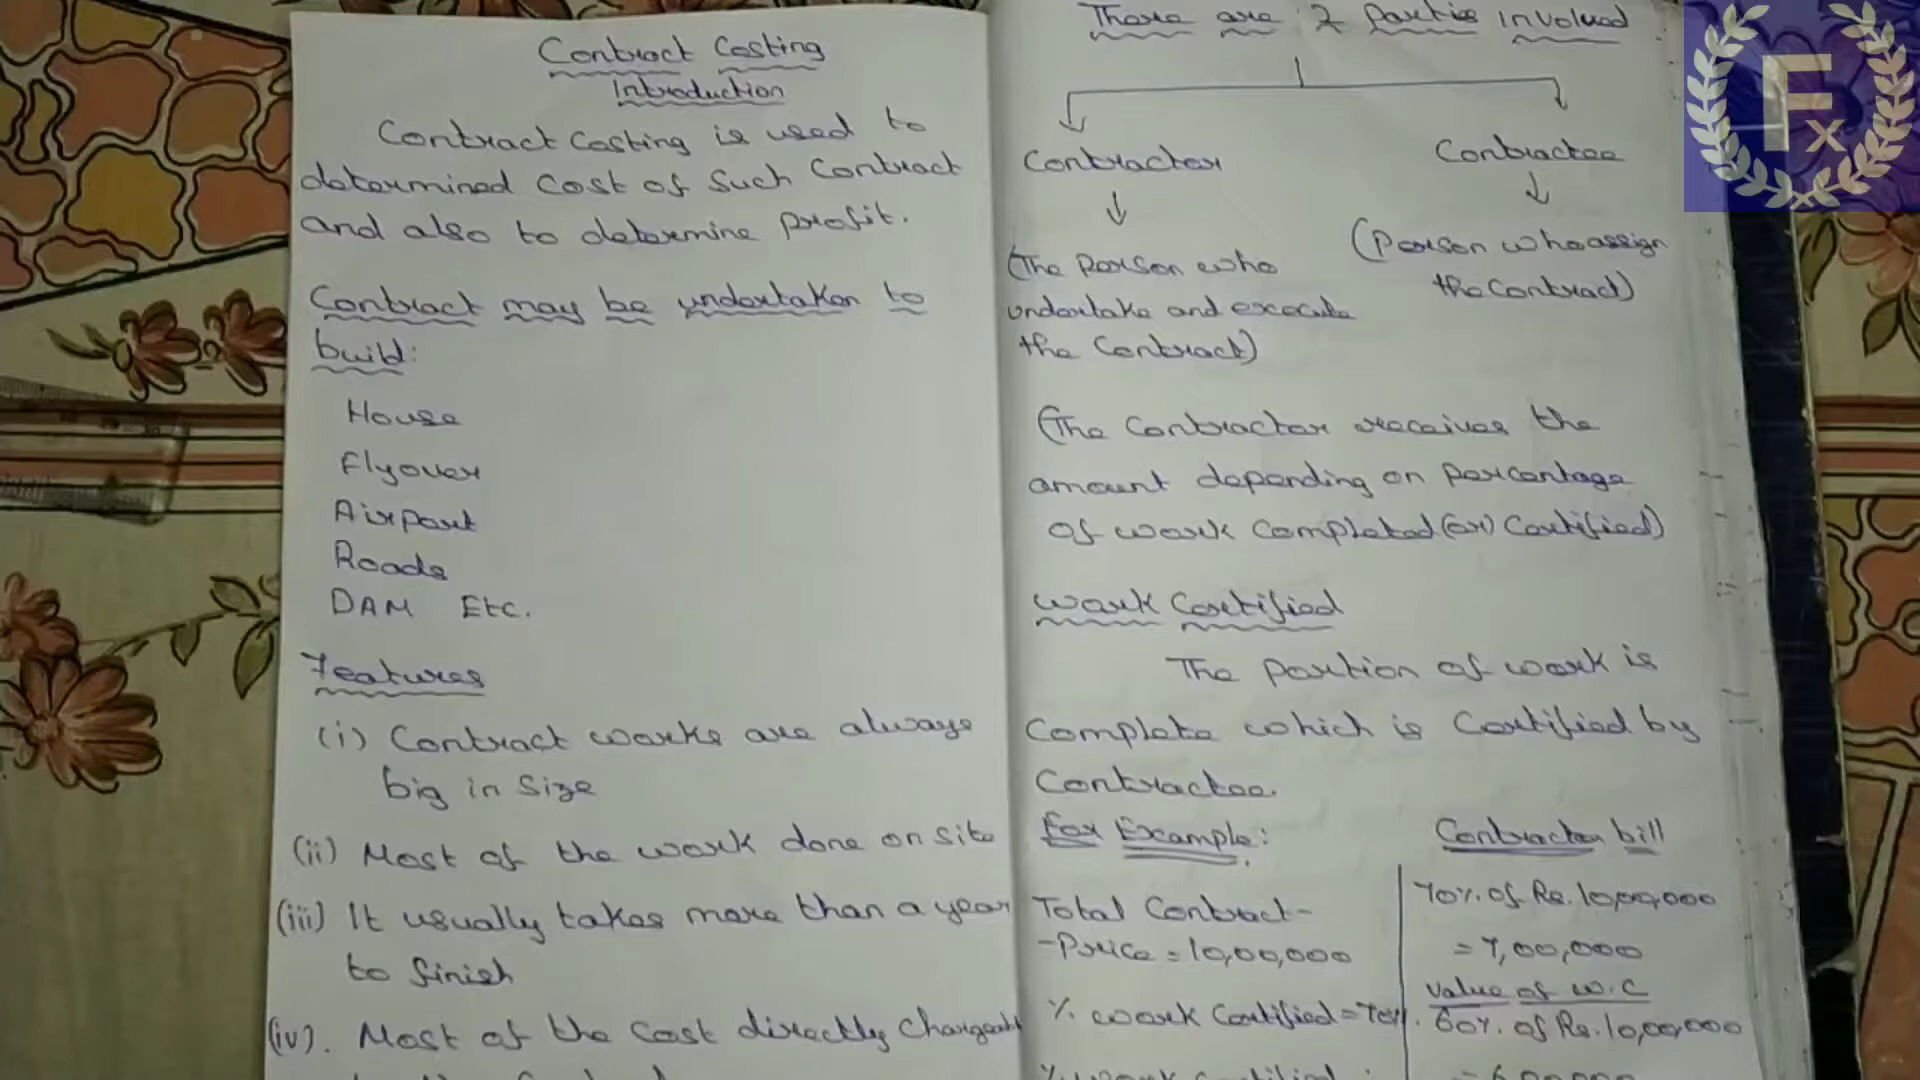 Contract Costing
Introduction
Contract Costing is used to
determined cost of Such Contract
and also to determine profit.
Contract may be undertaken to
build:
House
Flyover
Airport
Roads
DAM Etc.
Features
(i) Contract works are always
big in size
(ii) Most of the work done on site
(iii) It usually takes more than a year
to finish
(iv). Most of the cost directly
There are 2 Parties involved
Contractor
Contractee
(The person who
undertake and execute
the Contract)
(Person who assign
the Contract)
(The Contractor receives the
amount depending on percentage
of work completed (or) Certified)
work Certified
The portion of work is
Complete which is Certified by
Contractee.
For Example:
Total Contract-
-Price = 10,00,000
% work Certified = 70%.
Contractee bill
70% of Rs. 10,00,000
= 7,00,000
Value of W.C
60% of Rs. 10,00,000
Fx